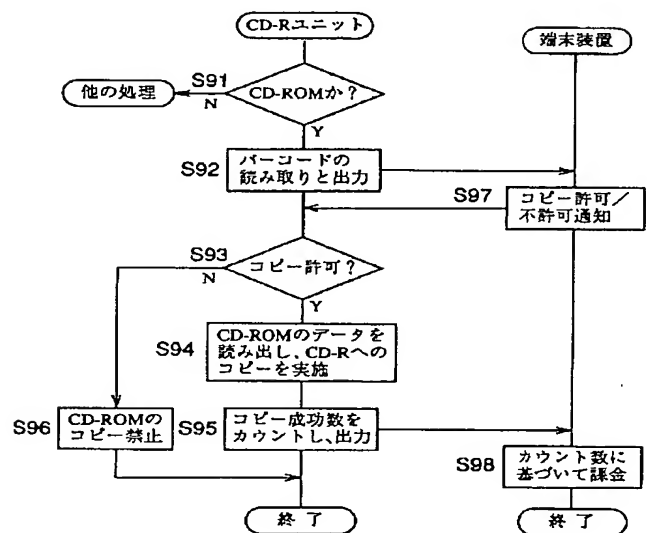 CD-Rユニット
端末装置
S91
CD-ROMか?
他の処理
N
Y
S92
バーコードの
読み取りと出力
S97
コピー許可/
不許可通知
S93
コピー許可?
N
Y
S94
CD-ROMのデータを
読み出し、CD-Rへの
コピーを実施
S96
CD-ROMの
コピー禁止
S95
コピー成功数を
カウントし、出力
S98
カウント数に
基づいて課金
終了
終了